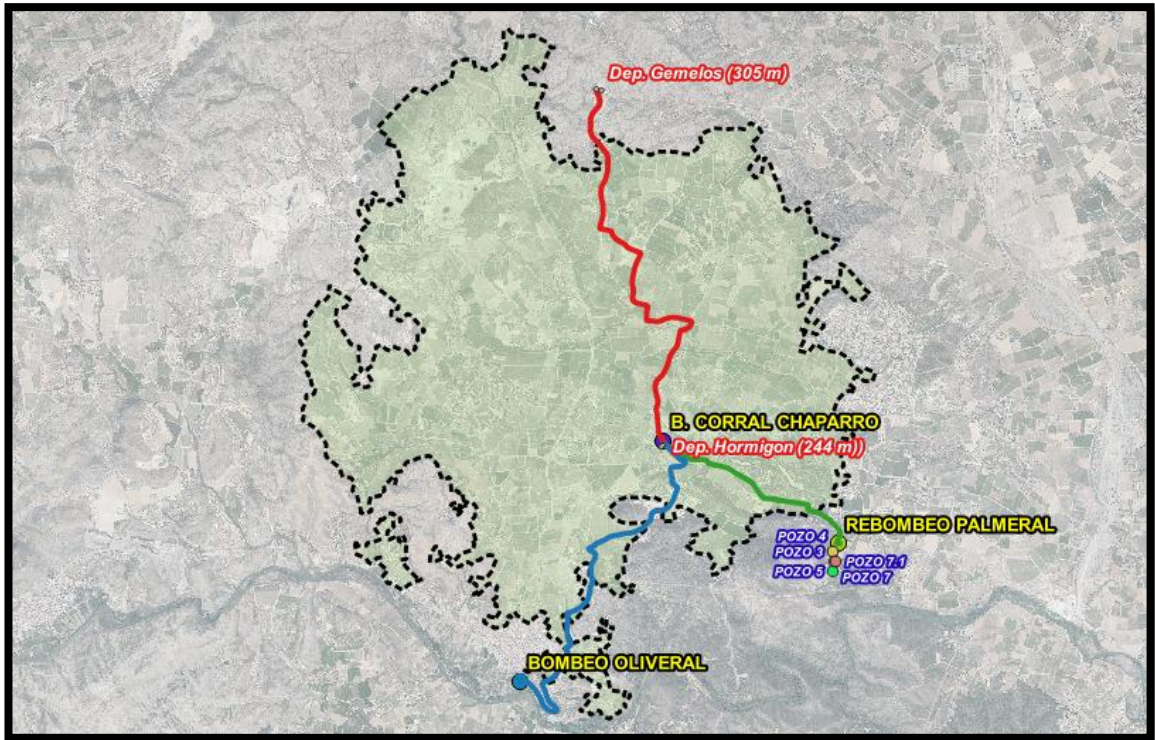 Dep. Gemelos (305 m)
B. CORRAL CHAPARRO
Dep. Hormigon (244 m))
REBOMBEO PALMERAL
POZO 4
POZO 3
POZO 7.1
POZO 5
POZO 7
BOMBEO OLIVERAL